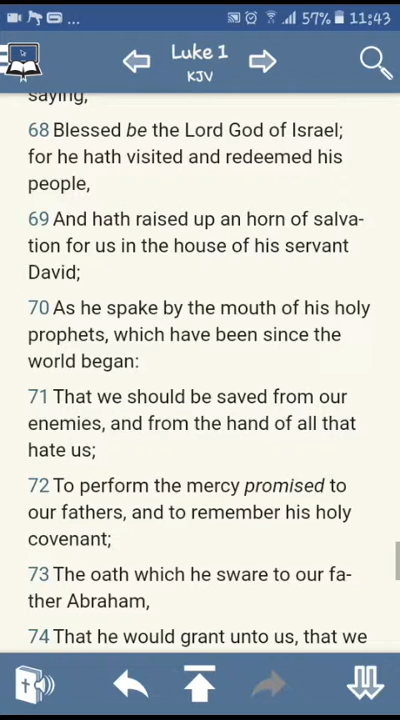 ... 57% 11:43
Luke 1
KJV
saying,
68 Blessed be the Lord God of Israel;
for he hath visited and redeemed his
people,
69 And hath raised up an horn of salva-
tion for us in the house of his servant
David;
70 As he spake by the mouth of his holy
prophets, which have been since the
world began:
71 That we should be saved from our
enemies, and from the hand of all that
hate us;
72 To perform the mercy promised to
our fathers, and to remember his holy
covenant;
73 The oath which he sware to our fa-
ther Abraham,
74 That he would grant unto us, that we